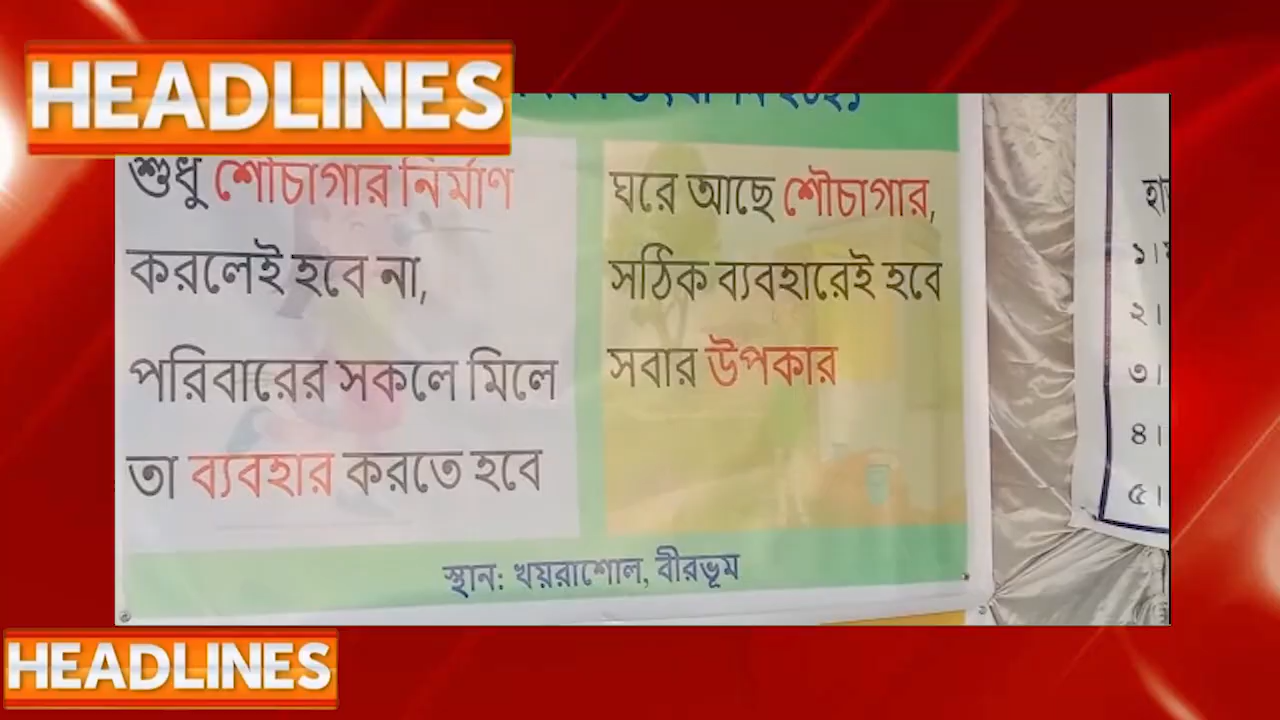 HEADLINES
২০২১
শুধু শৌচাগার নির্মাণ
করলেই হবে না,
পরিবারের সকলে মিলে
তা ব্যবহার করতে হবে
ঘরে আছে শৌচাগার,
সঠিক ব্যবহারেই হবে
সবার উপকার
স্থান: খয়রাশোল, বীরভূম
১।
২।
৩।
৪।
৫।
HEADLINES